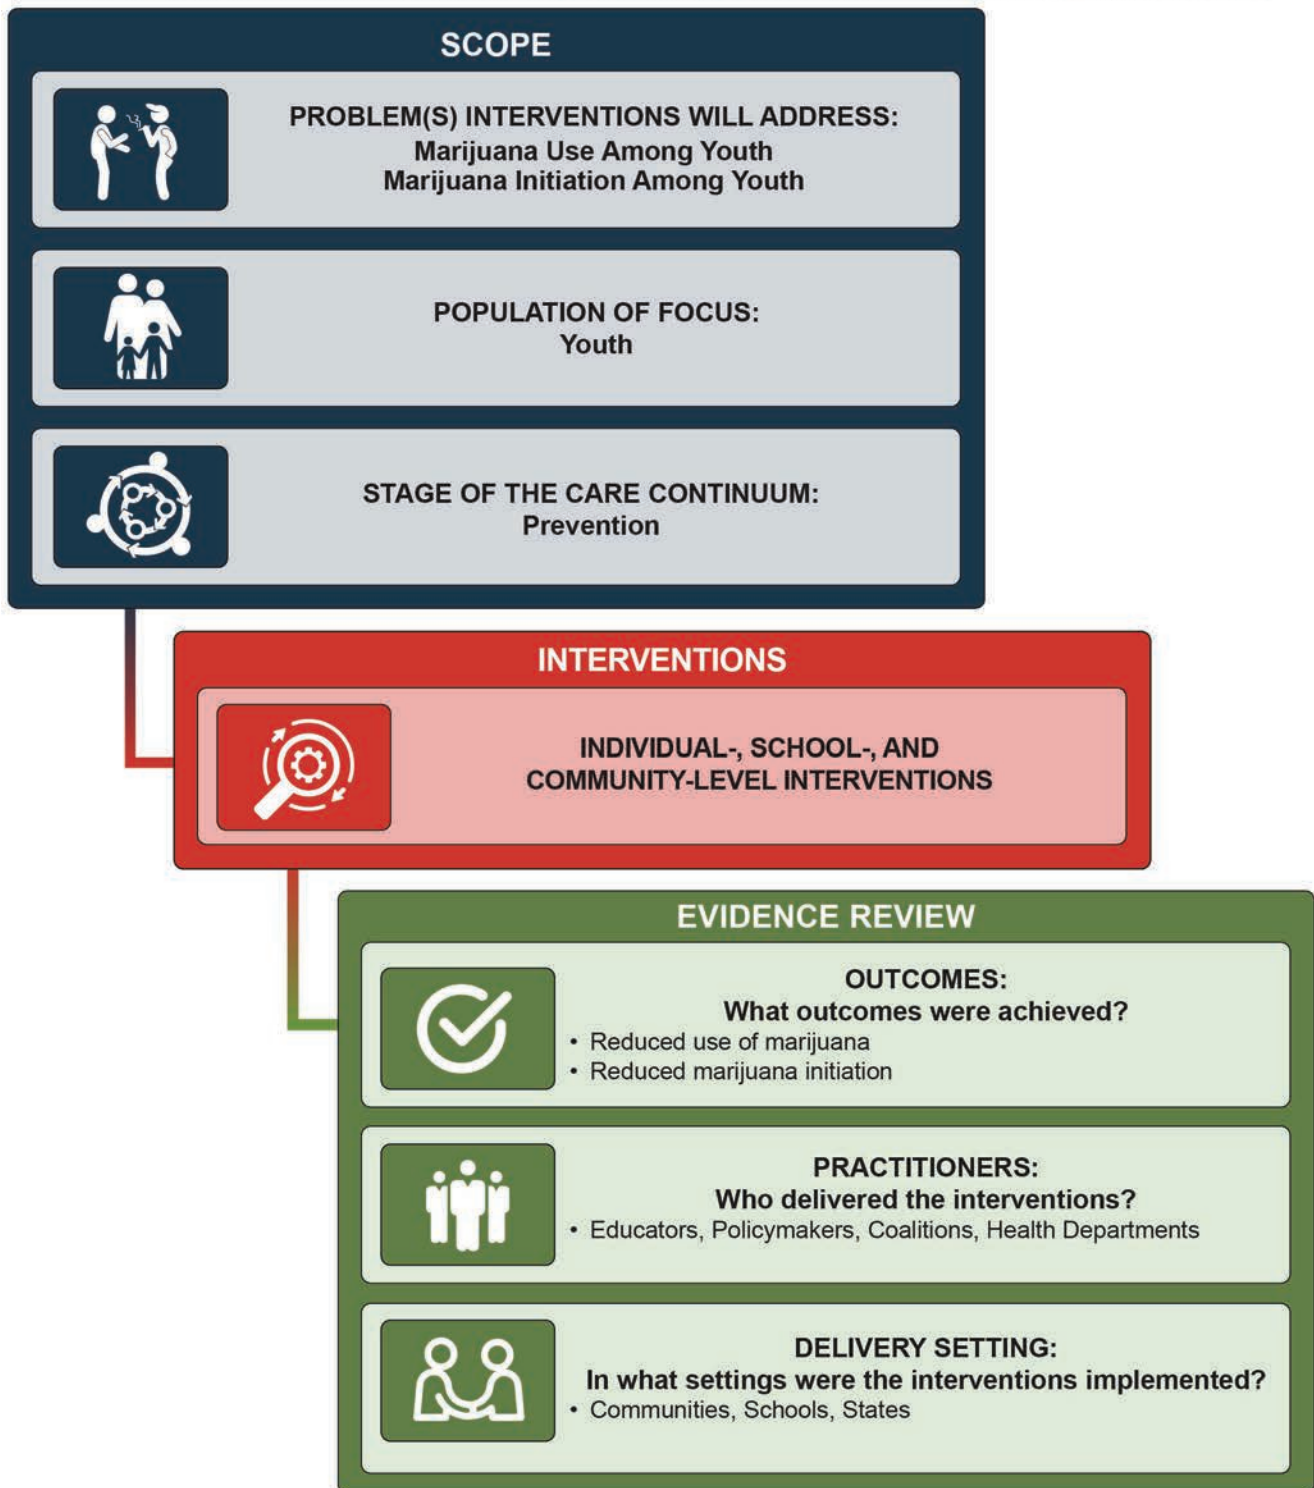 SCOPE
PROBLEM(S) INTERVENTIONS WILL ADDRESS:
Marijuana Use Among Youth
Marijuana Initiation Among Youth
POPULATION OF FOCUS:
Youth
STAGE OF THE CARE CONTINUUM:
Prevention
INTERVENTIONS
INDIVIDUAL-, SCHOOL-, AND
COMMUNITY-LEVEL INTERVENTIONS
EVIDENCE REVIEW
OUTCOMES:
What outcomes were achieved?
• Reduced use of marijuana
• Reduced marijuana initiation
PRACTITIONERS:
Who delivered the interventions?
• Educators, Policymakers, Coalitions, Health Departments
DELIVERY SETTING:
In what settings were the interventions implemented?
• Communities, Schools, States